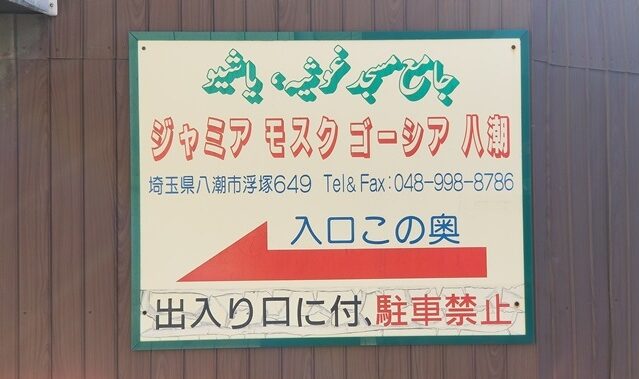 جامع مسجد غوثیہ، یاشیو
ジャミア モスク ゴーシア 八潮
埼玉県八潮市浮塚649 Tel&Fax:048-998-8786
入口この奥
出入り口に付、駐車禁止